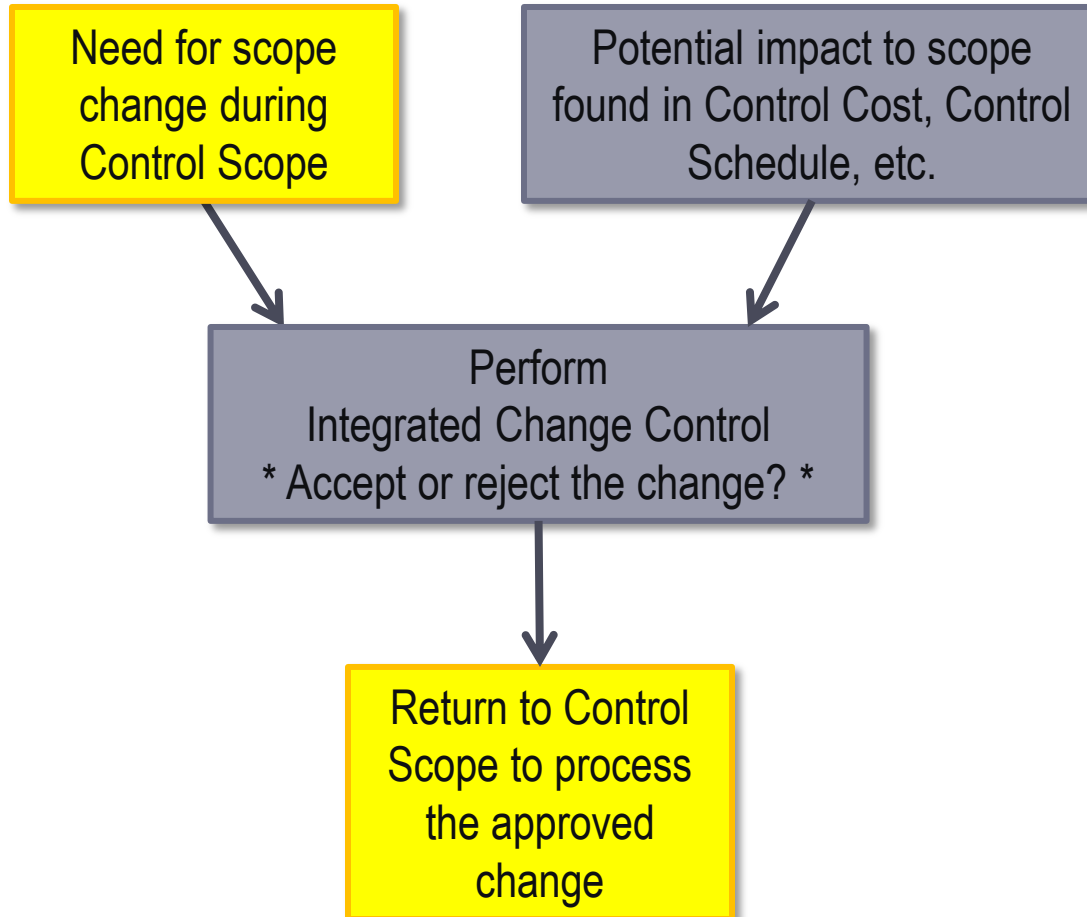 Need for scope
change during
Control Scope
Potential impact to scope
found in Control Cost, Control
Schedule, etc.
Perform
Integrated Change Control
* Accept or reject the change? *
Return to Control
Scope to process
the approved
change